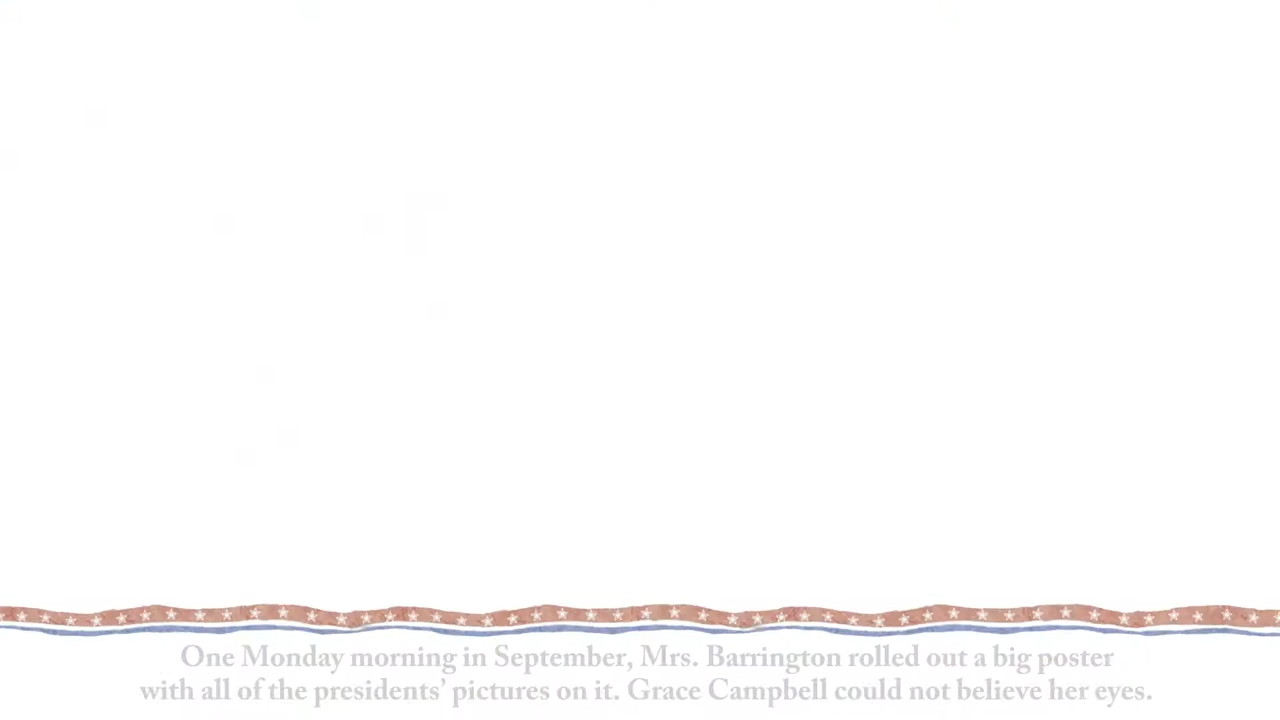 One Monday morning in September, Mrs. Barrington rolled out a big poster
with all of the presidents’ pictures on it. Grace Campbell could not believe her eyes.